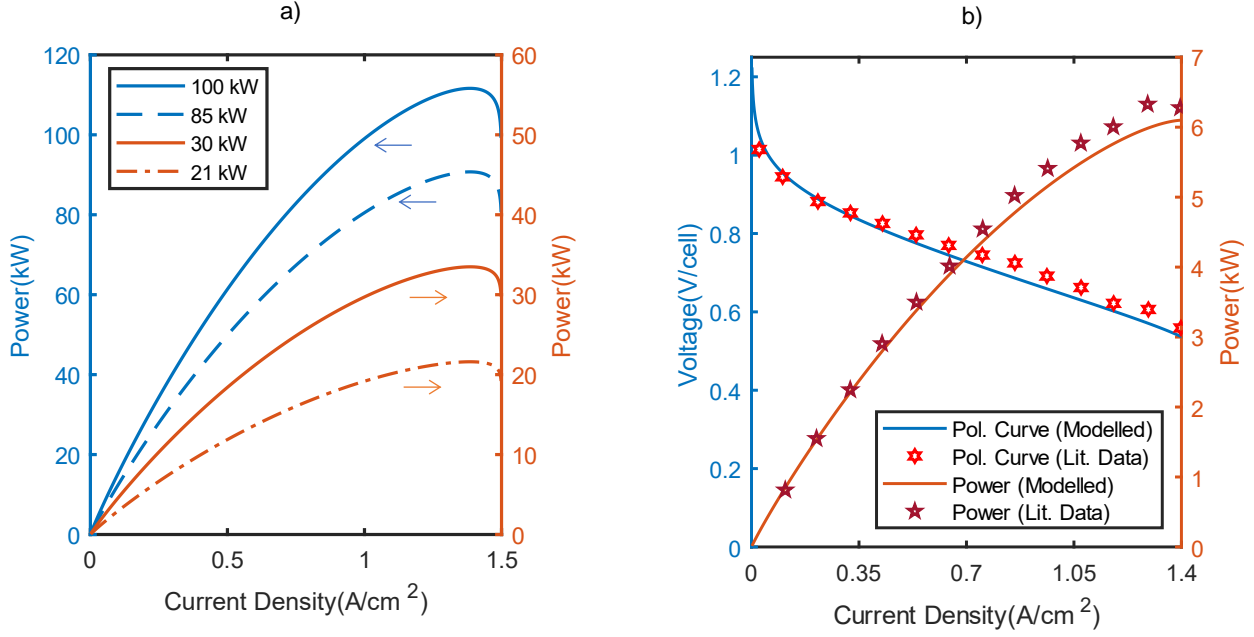 a)
120
100
80
60
40
20
0
Power(kW)
60
50
40
30
20
10
0
Power(kW)
100 kW
85 kW
30 kW
21 kW
0
0.5
1
1.5
Current Density(A/cm 2)
b)
1.2
1
0.8
0.6
0.4
0.2
0
Voltage(V/cell)
7
6
5
4
3
2
1
0
Power(kW)
Pol. Curve (Modelled)
Pol. Curve (Lit. Data)
Power (Modelled)
Power (Lit. Data)
0
0.35
0.7
1.05
1.4
Current Density(A/cm 2)